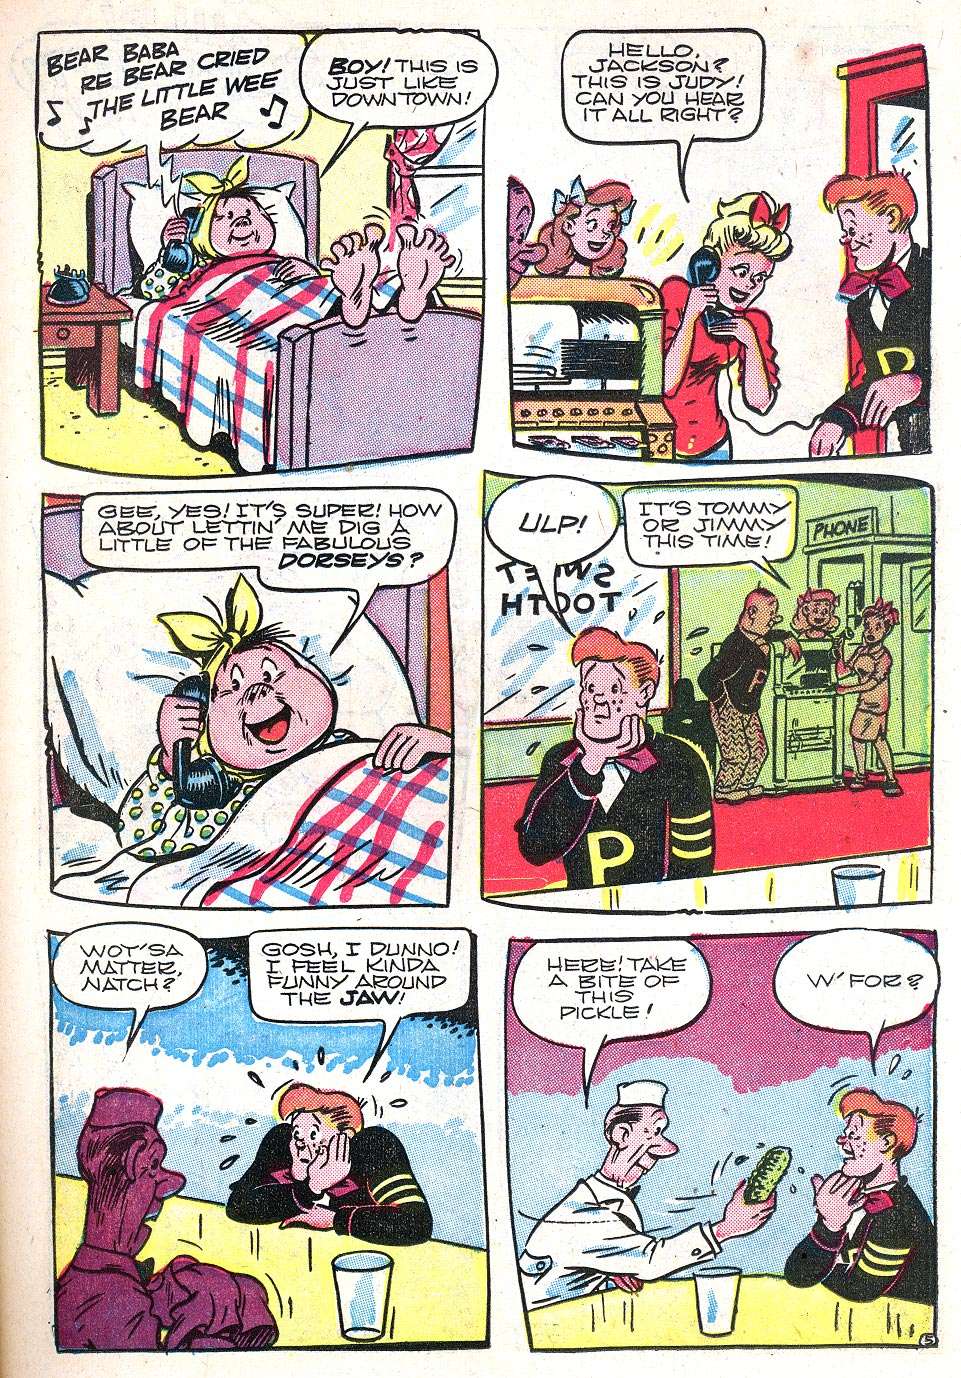 BEAR BABA
RE BEAR CRIED
THE LITTLE WEE
BEAR
BOY! THIS IS
JUST LIKE
DOWNTOWN!
HELLO,
JACKSON?
THIS IS JUDY!
CAN YOU HEAR
IT ALL RIGHT?
P
GEE, YES! IT'S SUPER! HOW
ABOUT LETTIN' ME DIG A
LITTLE OF THE FABULOUS
DORSEYS?
ULP!
IT'S TOMMY
OR JIMMY
THIS TIME!
PHONE
SWEET
TOOTH
P
P
WOT'SA
MATTER,
NATCH?
GOSH, I DUNNO!
I FEEL KINDA
FUNNY AROUND
THE JAW!
HERE! TAKE
A BITE OF
THIS
PICKLE!
W'FOR?
P
5